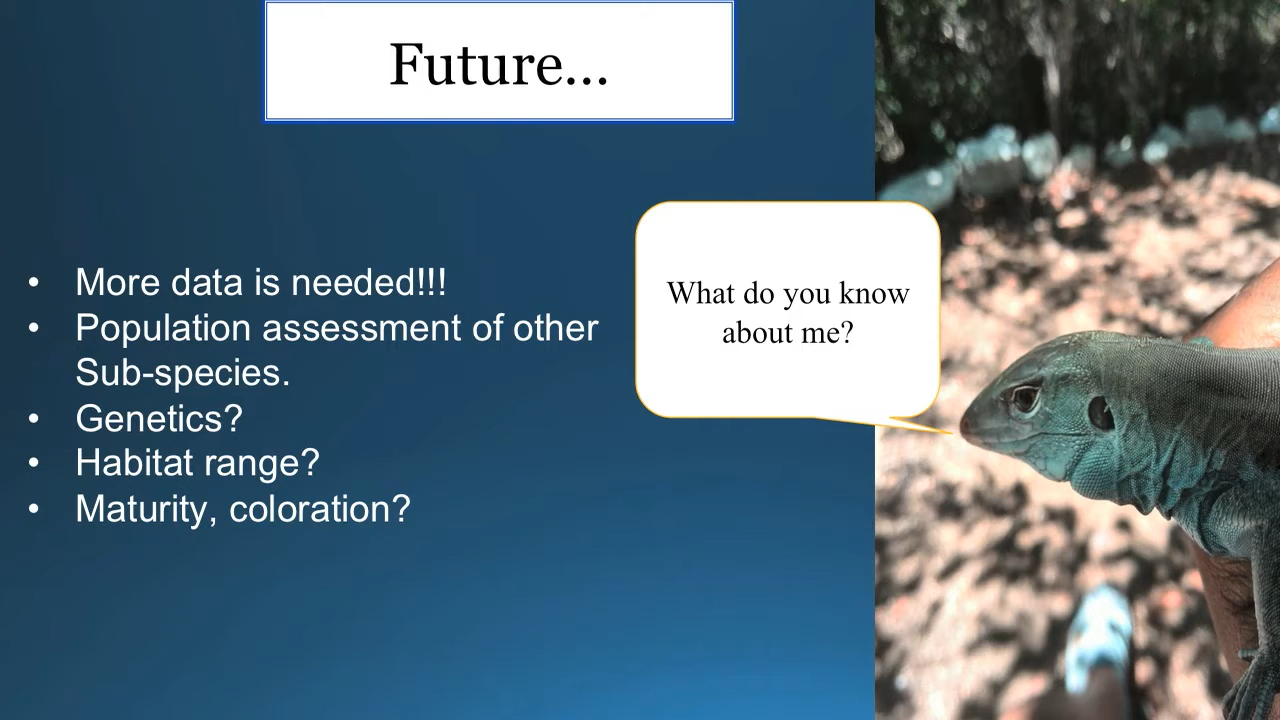 Future...
• More data is needed!!!
• Population assessment of other
Sub-species.
• Genetics?
• Habitat range?
• Maturity, coloration?
What do you know
about me?